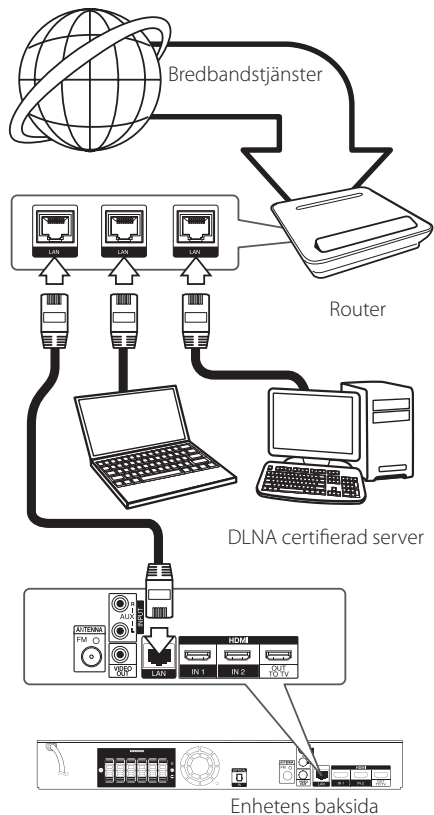 Bredbandstjänster
LAN LAN LAN
Router
DLNA certifierad server
ANTENNA
FM
R
AUX
L
INPUT
VIDEO
OUT
LAN
HDMI
IN 1
IN 2
OUT
TO TV
Enhetens baksida